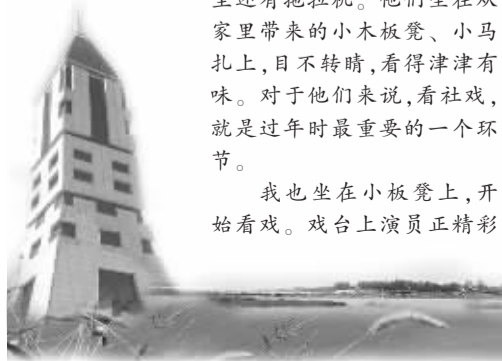 里还有拖拉机。他们坐在从
家里带来的小木板凳、小马
扎上,目不转睛,看得津津有
味。对于他们来说,看社戏,
就是过年时最重要的一个环
节。
我也坐在小板凳上,开
始看戏。戏台上演员正精彩